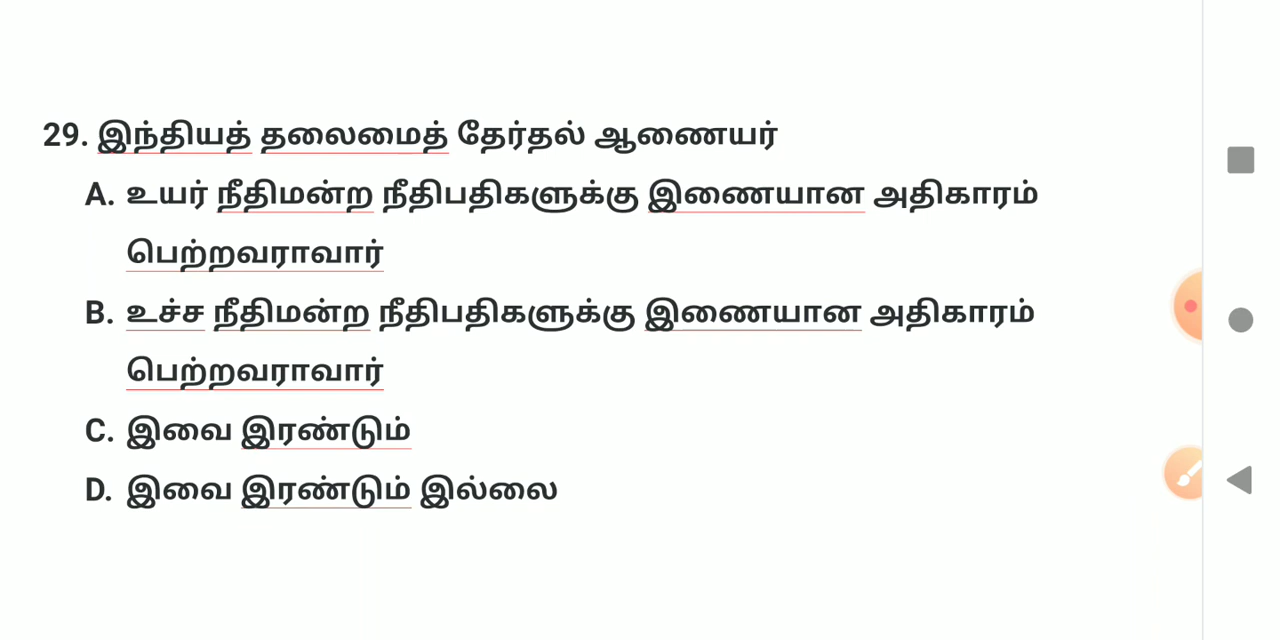 29. இந்தியத் தலைமைத் தேர்தல் ஆணையர்
A. உயர் நீதிமன்ற நீதிபதிகளுக்கு இணையான அதிகாரம்
பெற்றவராவார்
B. உச்ச நீதிமன்ற நீதிபதிகளுக்கு இணையான அதிகாரம்
பெற்றவராவார்
C. இவை இரண்டும்
D. இவை இரண்டும் இல்லை